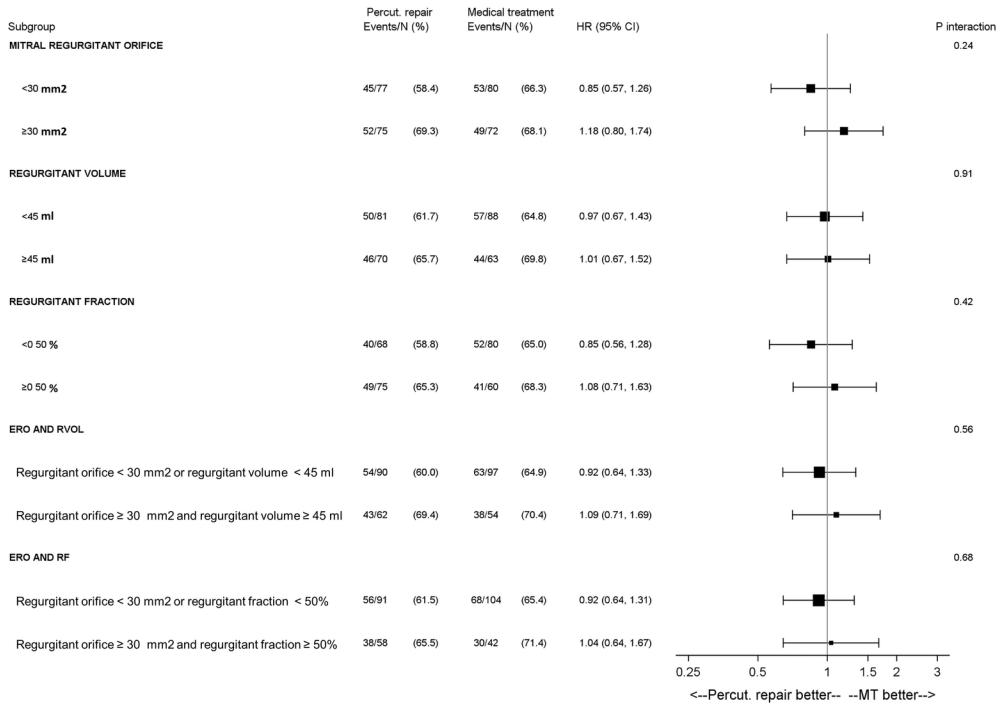 Percut. repair Medical treatment
Subgroup Events/N (%) Events/N (%) HR (95% CI) P interaction
MITRAL REGURGITANT ORIFICE 0.24
<30 mm2 45/77 (58.4) 53/80 (66.3) 0.85 (0.57, 1.26)
≥30 mm2 52/75 (69.3) 49/72 (68.1) 1.18 (0.80, 1.74)
REGURGITANT VOLUME 0.91
<45 ml 50/81 (61.7) 57/88 (64.8) 0.97 (0.67, 1.43)
≥45 ml 46/70 (65.7) 44/63 (69.8) 1.01 (0.67, 1.52)
REGURGITANT FRACTION 0.42
<0 50 % 40/68 (58.8) 52/80 (65.0) 0.85 (0.56, 1.28)
≥0 50 % 49/75 (65.3) 41/60 (68.3) 1.08 (0.71, 1.63)
ERO AND RVOL 0.56
Regurgitant orifice < 30 mm2 or regurgitant volume < 45 ml 54/90 (60.0) 63/97 (64.9) 0.92 (0.64, 1.33)
Regurgitant orifice ≥ 30 mm2 and regurgitant volume ≥ 45 ml 43/62 (69.4) 38/54 (70.4) 1.09 (0.71, 1.69)
ERO AND RF 0.68
Regurgitant orifice < 30 mm2 or regurgitant fraction < 50% 56/91 (61.5) 68/104 (65.4) 0.92 (0.64, 1.31)
Regurgitant orifice ≥ 30 mm2 and regurgitant fraction ≥ 50% 38/58 (65.5) 30/42 (71.4) 1.04 (0.64, 1.67)
0.25 0.5 1 1.5 2 3
<--Percut. repair better-- --MT better-->